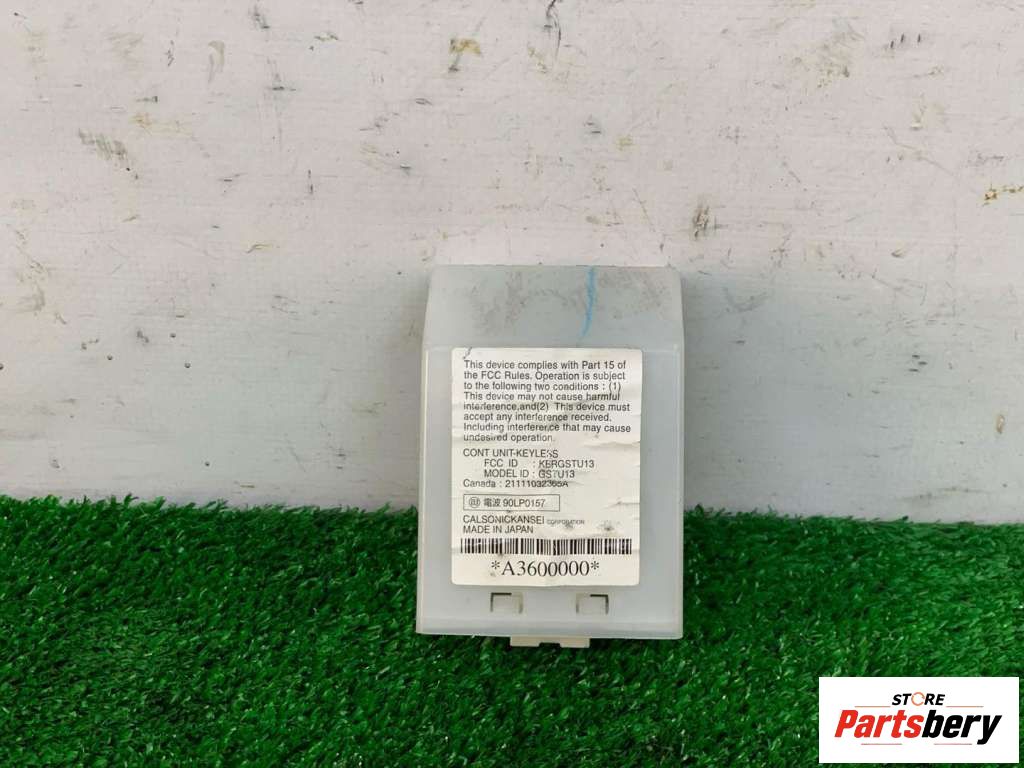 This device complies with Part 15 of
the FCC Rules. Operation is subject
to the following two conditions : (1)
This device may not cause harmful
interference,and(2) This device must
accept any interference received.
Including interference that may cause
undesired operation.
CONT UNIT-KEYLESS
FCC ID : KERGSTU13
MODEL ID : GSTU13
Canada : 21111032365A
電波 90LP0157
CALSONICKANSEI CORPORATION
MADE IN JAPAN
*A3600000*
STORE
Partsbery